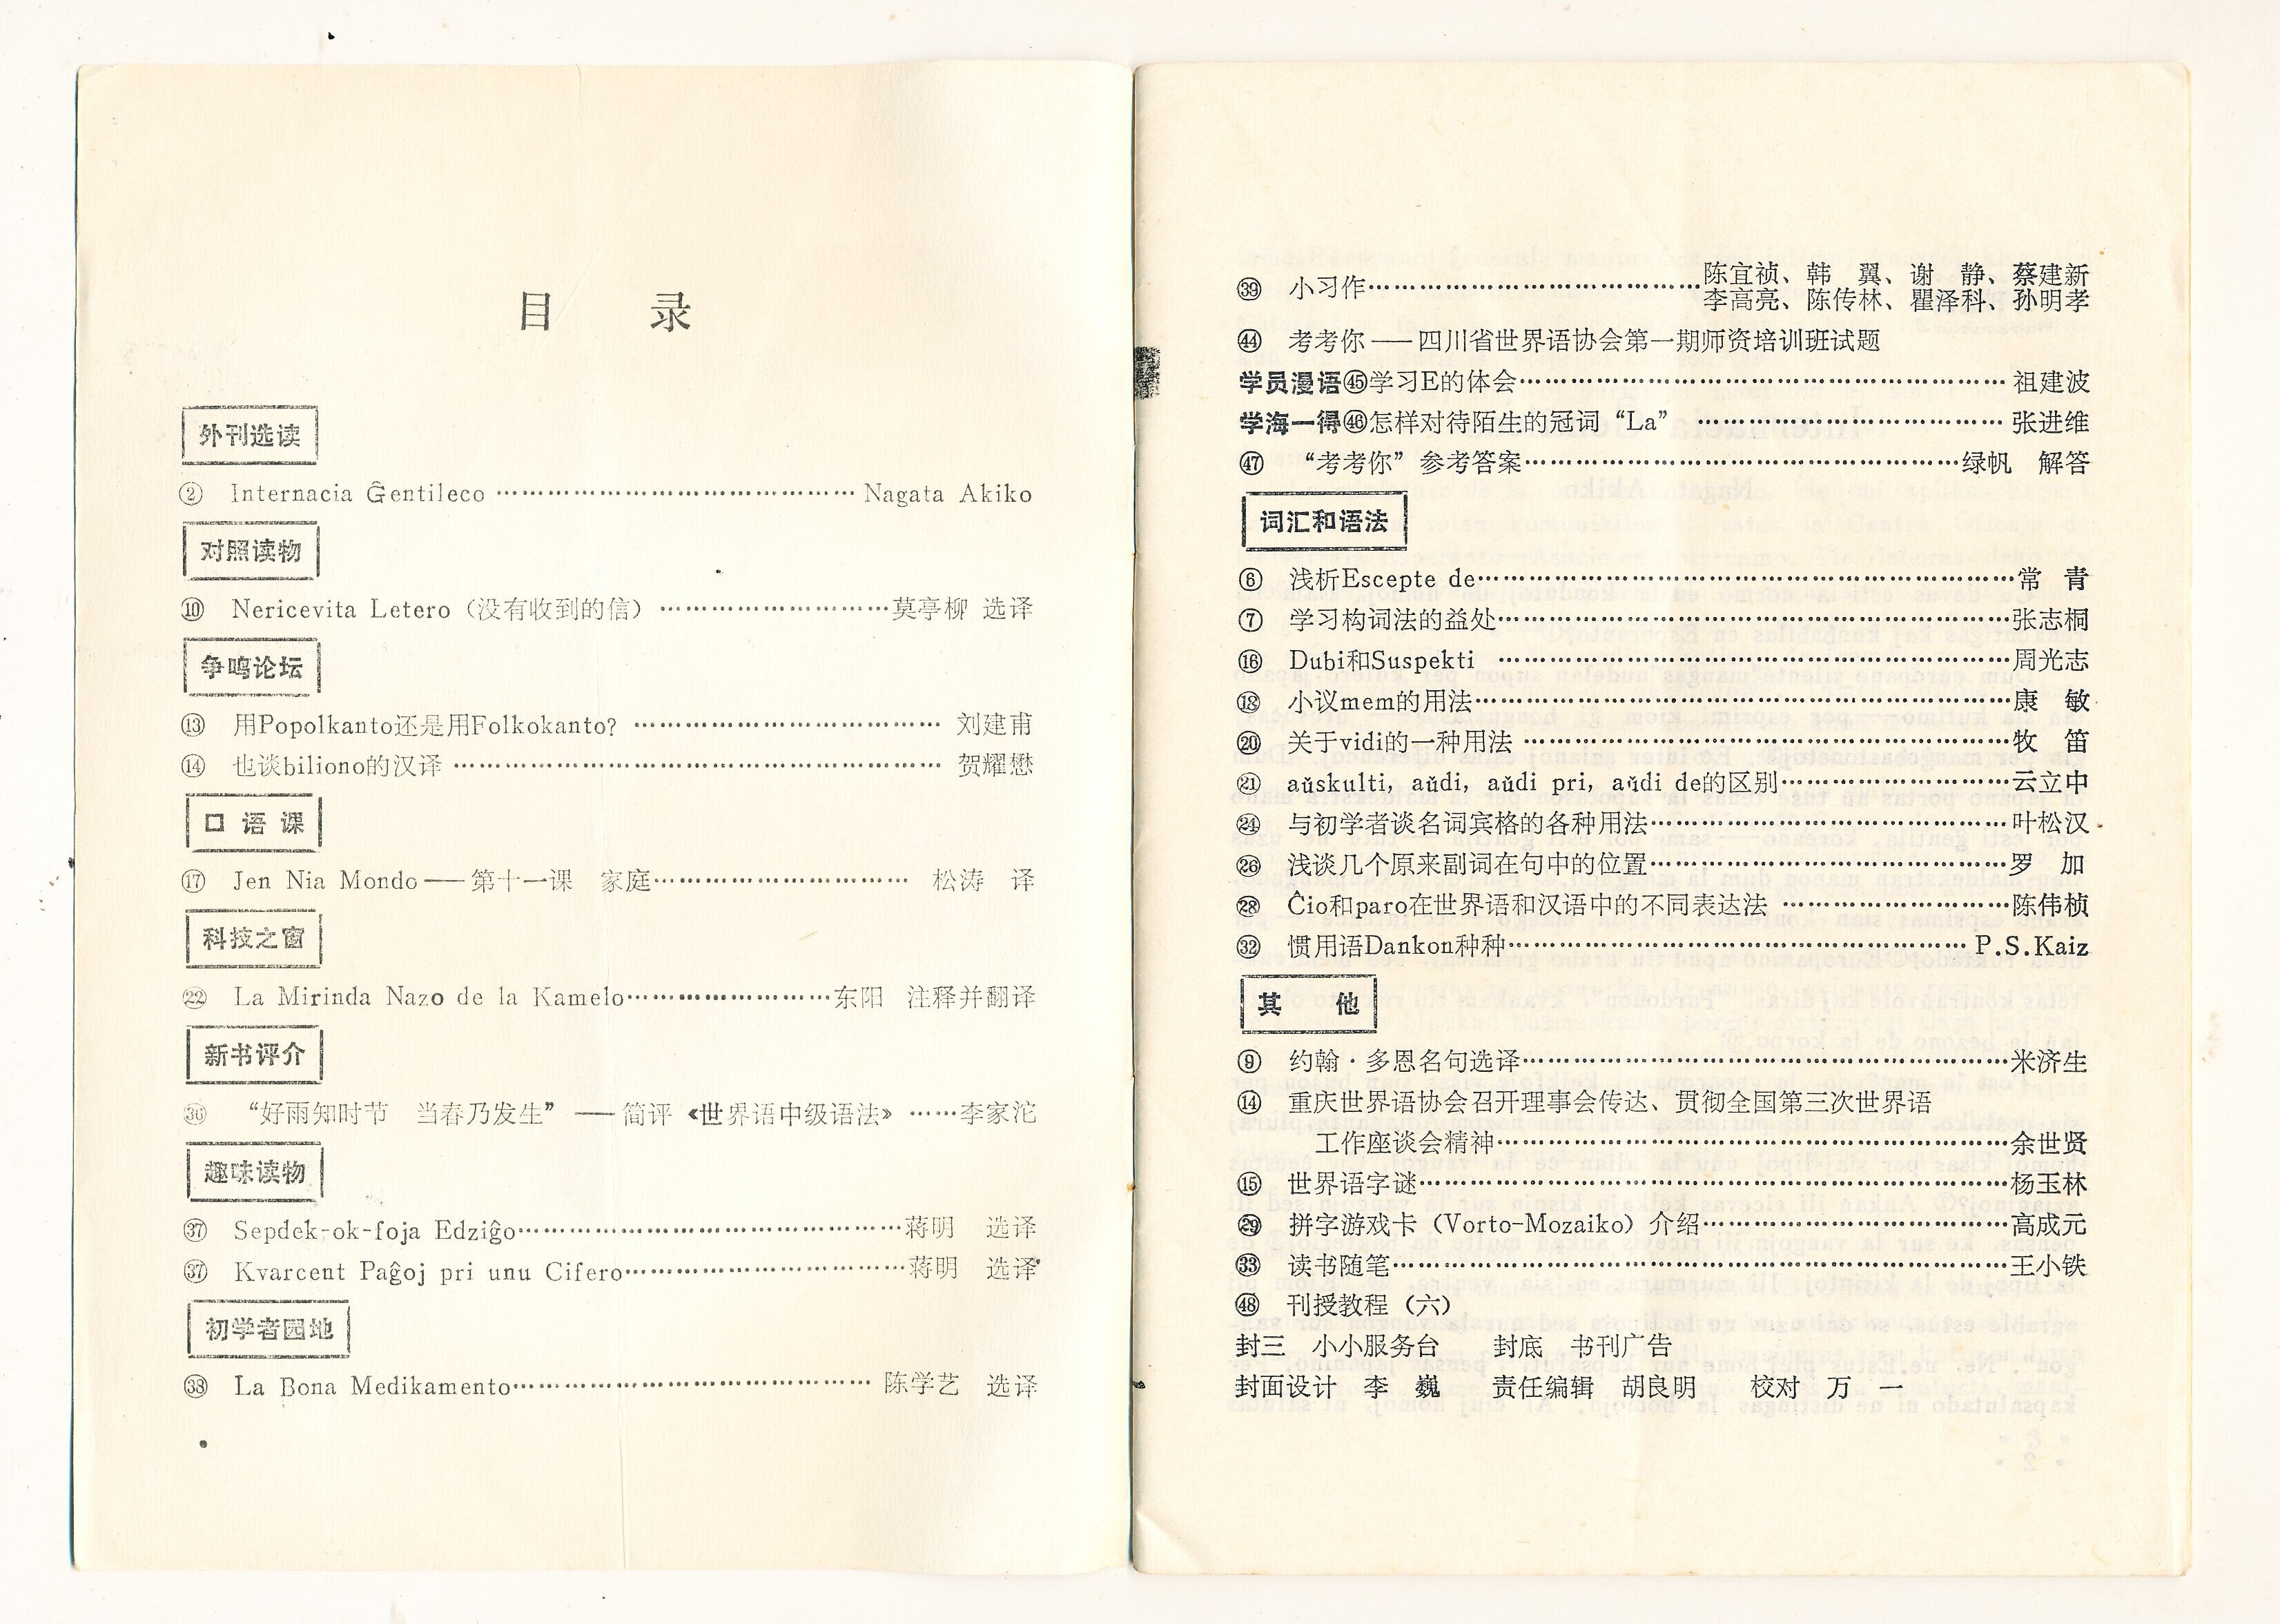 目 录
外刊选读
② Internacia Ĝentileco …………………………………… Nagata Akiko
对照读物
⑩ Nericevita Letero（没有收到的信）………………………莫亭柳 选译
争鸣论坛
⑬ 用Popolkanto还是用Folkokanto? ……………………………… 刘建甫
⑭ 也谈biliono的汉译 ………………………………………………… 贺耀懋
口 语 课
⑰ Jen Nia Mondo——第十一课 家庭………………………… 松涛 译
科技之窗
㉒ La Mirinda Nazo de la Kamelo……………………东阳 注释并翻译
新书评介
㊱ “好雨知时节 当春乃发生” ——简评《世界语中级语法》……李家沱
趣味读物
㊲ Sepdek-ok-foja Edziĝo………………………………………蒋明 选译
㊲ Kvarcent Paĝoj pri unu Cifero……………………………蒋明 选译
初学者园地
㊳ La Bona Medikamento…………………………………… 陈学艺 选译
㊴ 小习作…………………………………陈宜祯、韩 翼、谢 静、蔡建新
李高亮、陈传林、瞿泽科、孙明孝
㊹ 考考你——四川省世界语协会第一期师资培训班试题
学员漫语㊺学习E的体会………………………………………………… 祖建波
学海一得㊻怎样对待陌生的冠词“La” ……………………………… 张进维
㊼ “考考你”参考答案……………………………………………绿帆 解答
词汇和语法
⑥ 浅析Escepte de………………………………………………………常 青
⑦ 学习构词法的益处……………………………………………………张志桐
⑯ Dubi和Suspekti ……………………………………………………周光志
⑱ 小议mem的用法………………………………………………………康 敏
⑳ 关于vidi的一种用法 …………………………………………………牧 笛
㉑ aŭskulti, aŭdi, aŭdi pri, aŭdi de的区别………………………云立中
㉔ 与初学者谈名词宾格的各种用法……………………………………叶松汉
㉖ 浅谈几个原来副词在句中的位置……………………………………罗 加
㉘ Ĉio和paro在世界语和汉语中的不同表达法 ………………………陈伟桢
㉜ 惯用语Dankon种种………………………………………………P.S.Kaiz
其 他
⑨ 约翰·多恩名句选译…………………………………………………米济生
⑭ 重庆世界语协会召开理事会传达、贯彻全国第三次世界语
工作座谈会精神……………………………………………………余世贤
⑮ 世界语字谜……………………………………………………………杨玉林
㉙ 拼字游戏卡（Vorto-Mozaiko）介绍………………………………高成元
㉝ 读书随笔………………………………………………………………王小铁
㊽ 刊授教程（六）
封三 小小服务台 封底 书刊广告
封面设计 李 巍 责任编辑 胡良明 校对 万 一